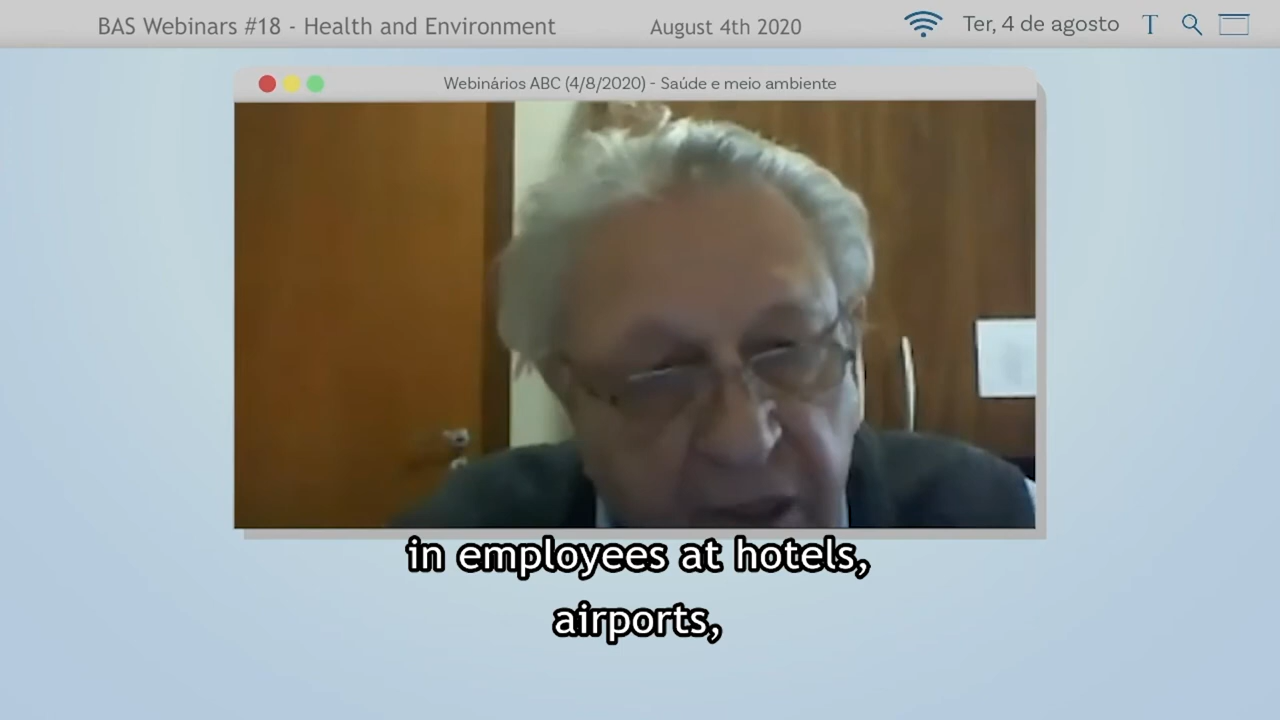 BAS Webinars #18 - Health and Environment
August 4th 2020
Ter, 4 de agosto
T
Webinários ABC (4/8/2020) - Saúde e meio ambiente
in employees at hotels,
airports,